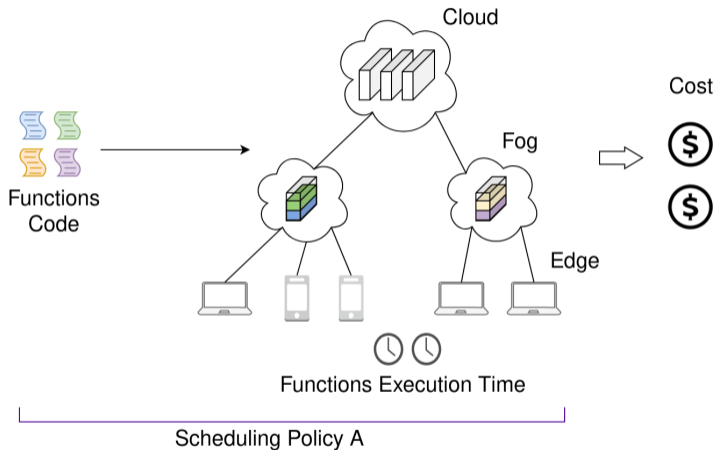 Cloud
Cost
Fog
$
Functions
Code
$
Edge
Functions Execution Time
Scheduling Policy A